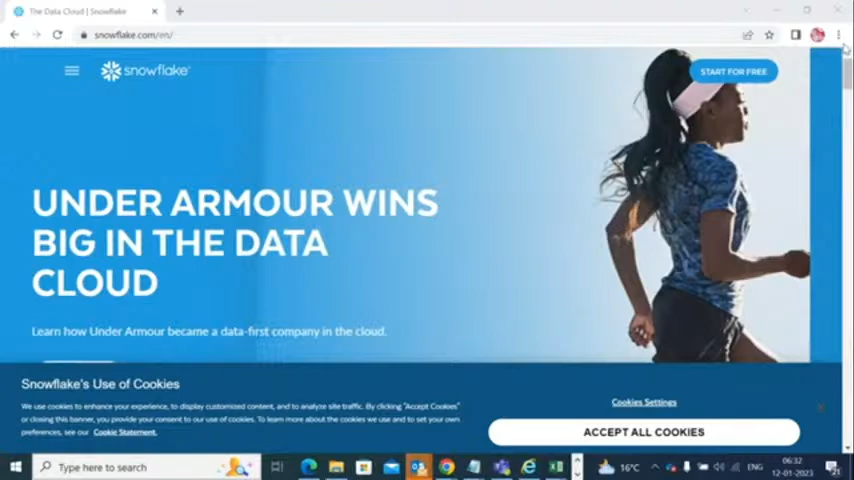 The Data Cloud | Snowflake
snowflake.com/en/
snowflake
START FOR FREE
UNDER ARMOUR WINS
BIG IN THE DATA
CLOUD
Learn how Under Armour became a data-first company in the cloud.
Snowflake's Use of Cookies
We use cookies to enhance your experience, to display customized content, and to analyze site traffic. By clicking "Accept Cookies"
or closing this banner, you provide your consent to our use of cookies. To learn more about the cookies we use and to set your own
preferences, see our Cookie Statement.
Cookies Settings
ACCEPT ALL COOKIES
Type here to search
16°C
ENG
06:32
12-01-2023
21